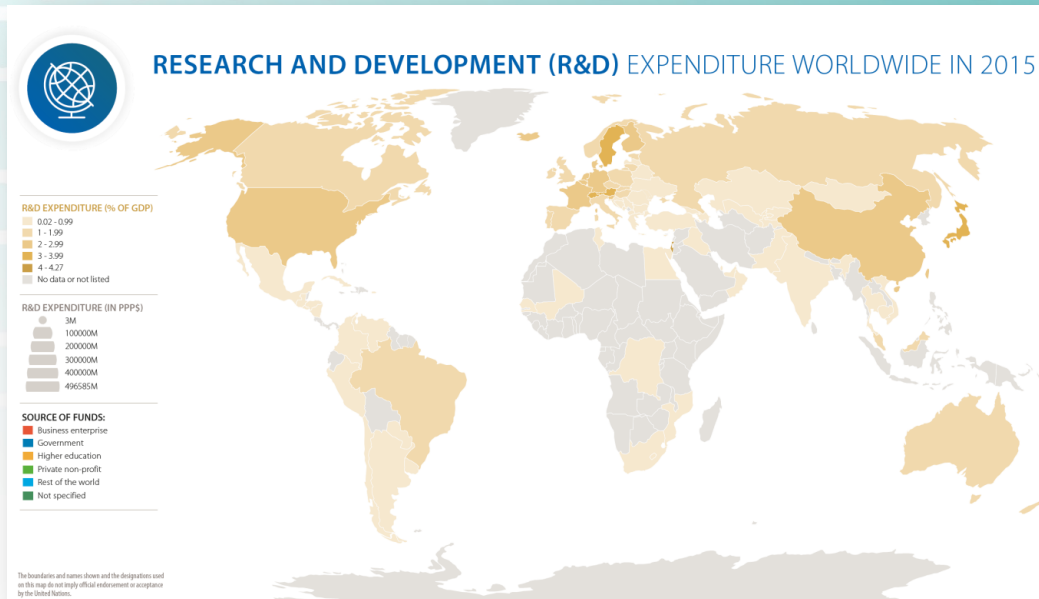 RESEARCH AND DEVELOPMENT (R&D) EXPENDITURE WORLDWIDE IN 2015
R&D EXPENDITURE (% OF GDP)
0.02 - 0.99
1 - 1.99
2 - 2.99
3 - 3.99
4 - 4.27
No data or not listed
R&D EXPENDITURE (IN PPP$)
3M
100000M
200000M
300000M
400000M
496585M
SOURCE OF FUNDS:
Business enterprise
Government
Higher education
Private non-profit
Rest of the world
Not specified
The boundaries and names shown and the designations used
on this map do not imply official endorsement or acceptance
by the United Nations.